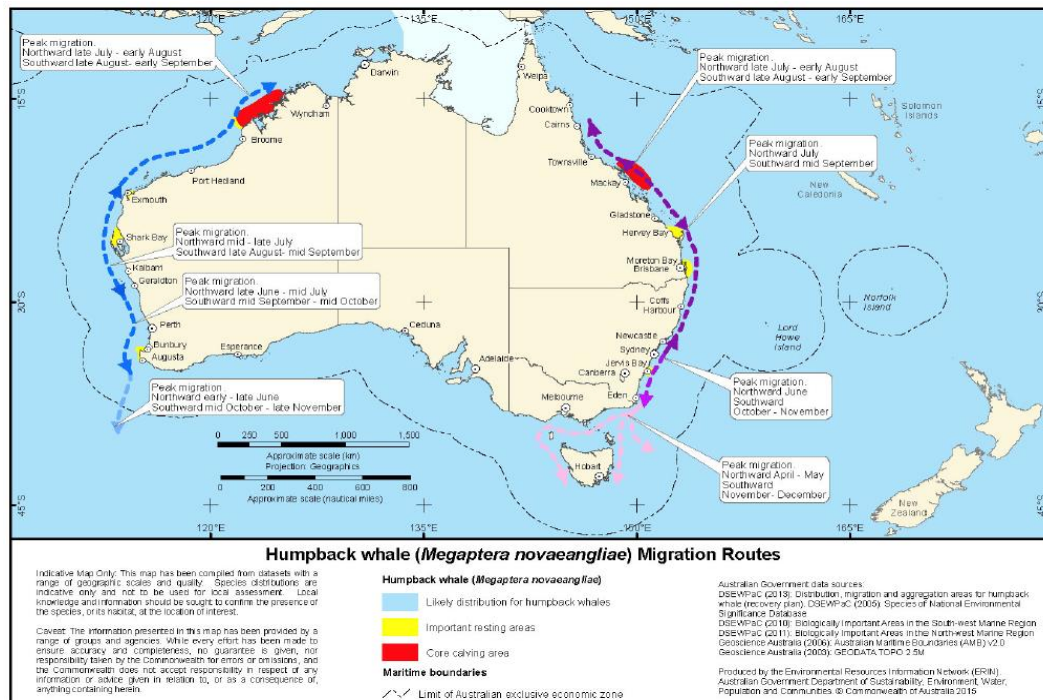 120°E
135°E
150°E
165°E
Peak migration.
Northward late July - early August
Southward late August- early September
Peak migration.
Northward late July - early August
Southward late August - early September
Darwin
Weipa
15°S
15°S
Wyndham
Cooktown
Cairns
Solomon
Islands
Broome
Townsville
Peak migration.
Northward July
Southward mid September
Port Hedland
Mackay
New
Caledonia
Exmouth
Gladstone
Shark Bay
Hervey Bay
Peak migration.
Northward mid - late July
Southward late August- mid September
Kalbarri
Geraldton
Moreton Bay
Brisbane
Peak migration.
Northward late June - mid July
Southward mid September - mid October
30°S
30°S
Norfolk
Island
Coffs
Harbour
Perth
Ceduna
Newcastle
Lord
Howe
Island
Bunbury
Augusta
Esperance
Adelaide
Sydney
Jervis Bay
Canberra
Peak migration.
Northward early - late June
Southward mid October - late November
Melbourne
Eden
Peak migration.
Northward June
Southward
October - November
0 250 500 1,000 1,500
Approximate scale (km)
Projection: Geographics
0 200 400 600 800
Approximate scale (nautical miles)
Hobart
Peak migration.
Northward April - May
Southward
November- December
New
Zealand
45°S
45°S
120°E
135°E
150°E
165°E
Humpback whale (Megaptera novaeangliae) Migration Routes
Indicative Map Only: This map has been compiled from datasets with a
range of geographic scales and quality. Species distributions are
indicative only and not to be used for local assessment. Local
knowledge and information should be sought to confirm the presence of
the species, or its habitat, at the location of interest.
Caveat: The information presented in this map has been provided by a
range of groups and agencies. While every effort has been made to
ensure accuracy and completeness, no guarantee is given, nor
responsibility taken by the Commonwealth for errors or omissions, and
the Commonwealth does not accept responsibility in respect of any
information or advice given in relation to, or as a consequence of,
anything containing herein.
Humpback whale (Megaptera novaeangliae)
Likely distribution for humpback whales
Important resting areas
Core calving area
Maritime boundaries
Limit of Australian exclusive economic zone
Australian Government data sources:
DSEWPaC (2013): Distribution, migration and aggregation areas for humpback
whale (recovery plan). DSEWPaC (2005): Species of National Environmental
Significance Database
DSEWPaC (2010): Biologically Important Areas in the South-west Marine Region
DSEWPaC (2011): Biologically Important Areas in the North-west Marine Region
Geoscience Australia (2006): Australian Maritime Boundaries (AMB) v2.0
Geoscience Australia (2003): GEODATA TOPO 2.5M
Produced by the Environmental Resources Information Network (ERIN).
Australian Government Department of Sustainability, Environment, Water,
Population and Communities. © Commonwealth of Australia 2015